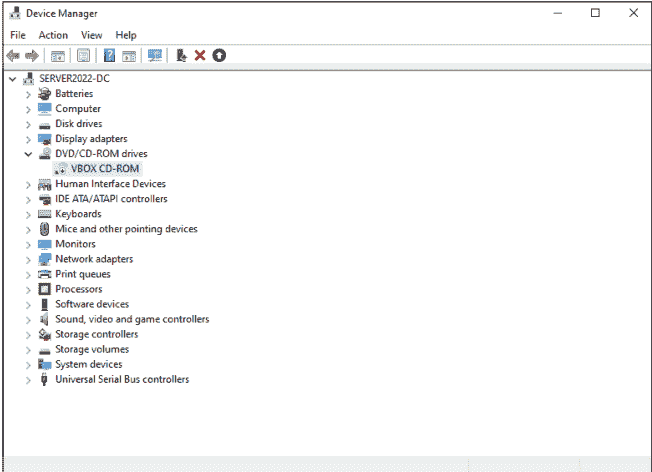 Device Manager
File Action View Help
SERVER2022-DC
Batteries
Computer
Disk drives
Display adapters
DVD/CD-ROM drives
VBOX CD-ROM
Human Interface Devices
IDE ATA/ATAPI controllers
Keyboards
Mice and other pointing devices
Monitors
Network adapters
Print queues
Processors
Software devices
Sound, video and game controllers
Storage controllers
Storage volumes
System devices
Universal Serial Bus controllers